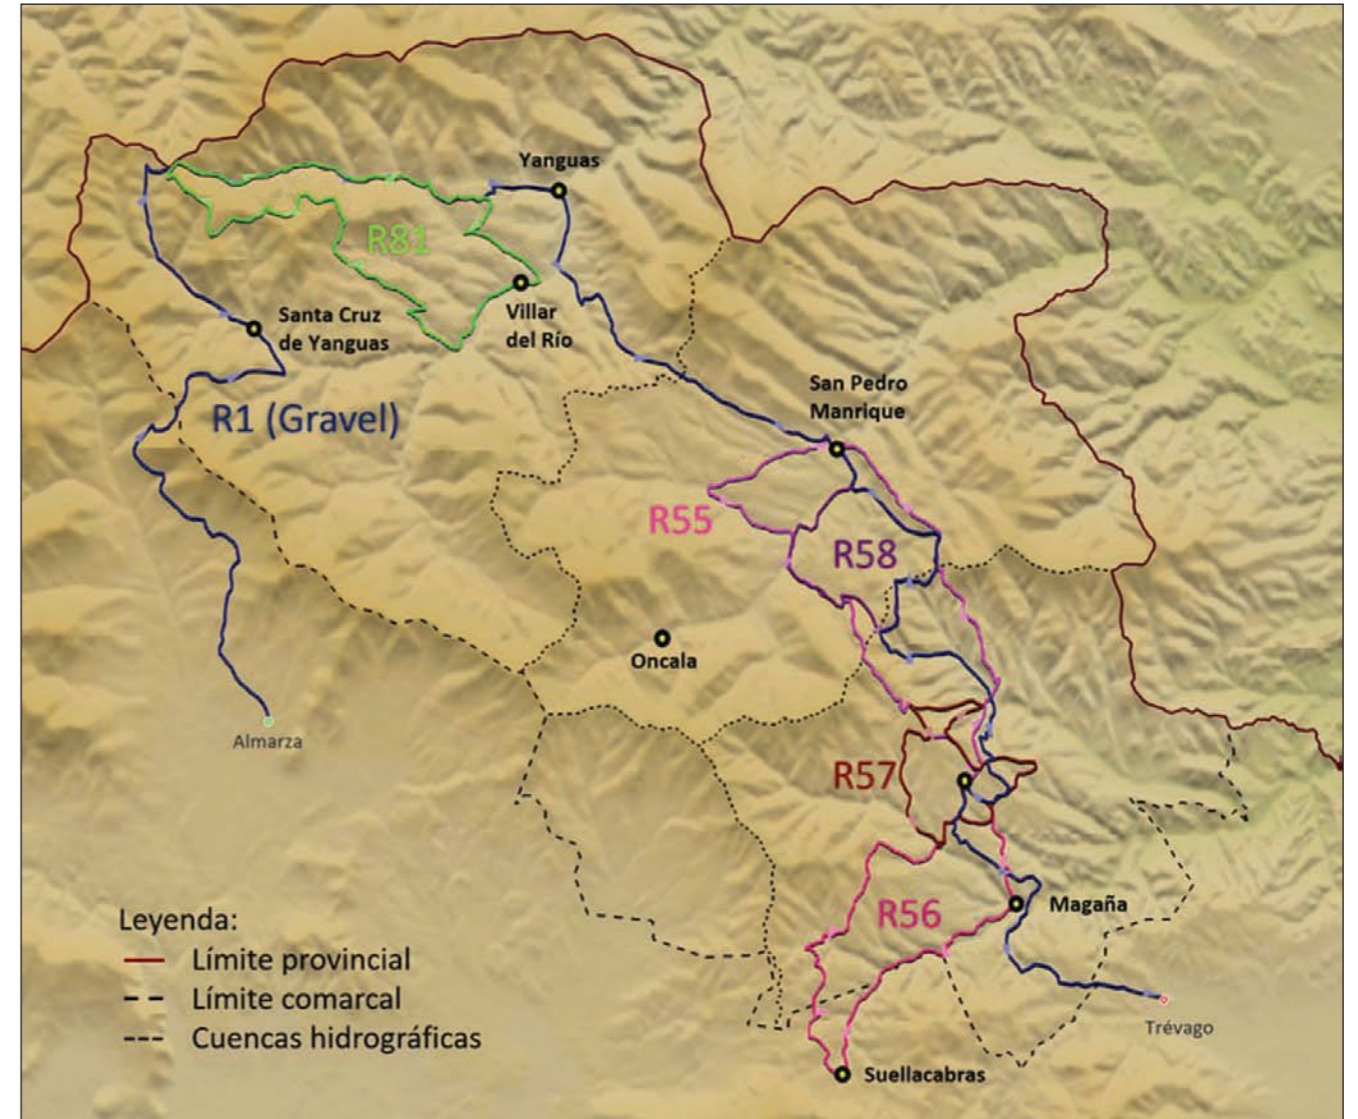 Yanguas
R81
Santa Cruz
de Yanguas
Villar
del Río
San Pedro
Manrique
R1 (Gravel)
R55
R58
Oncala
Almarza
R57
R56
Magaña
Leyenda:
Límite provincial
Límite comarcal
Cuencas hidrográficas
Trévago
Suellacabras